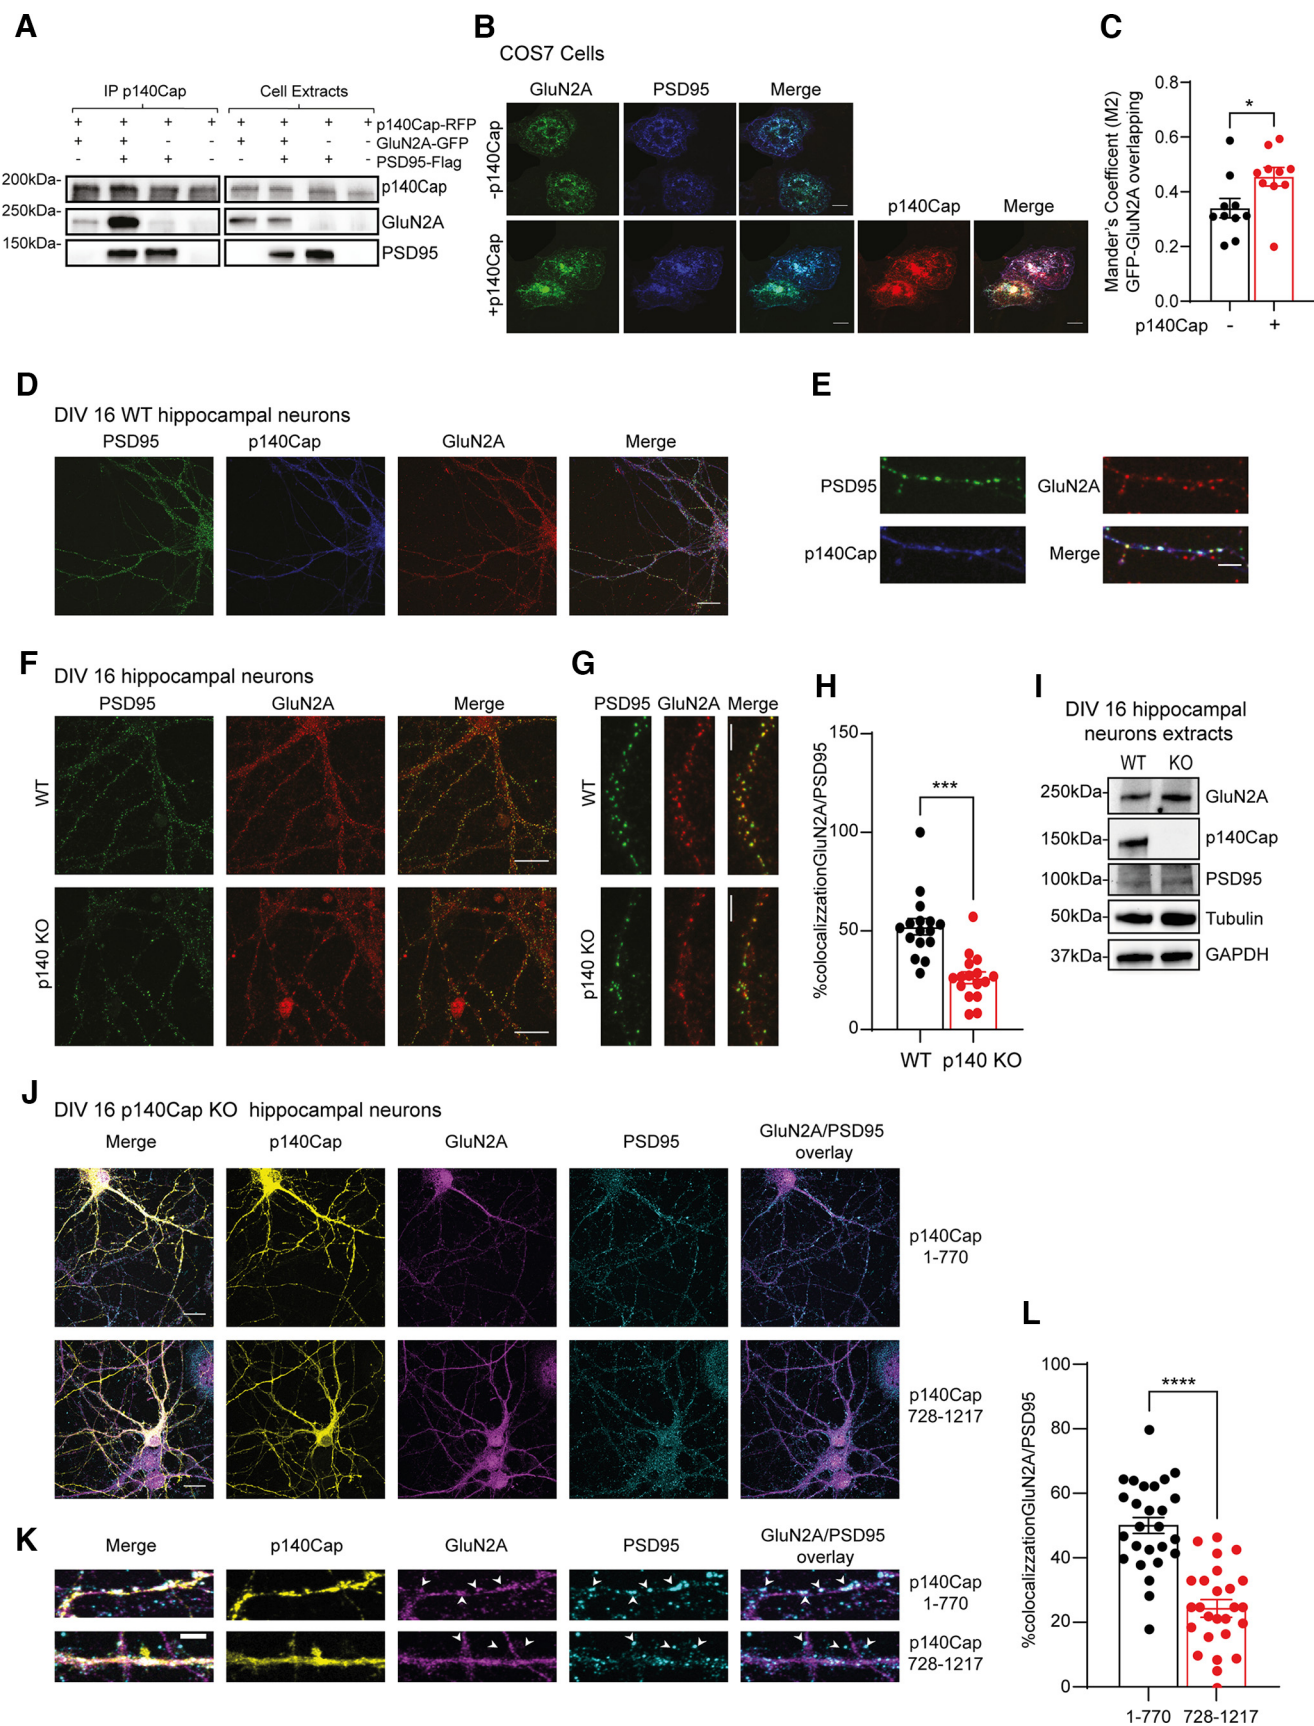 A
IP p140Cap
Cell Extracts
+ + + + + + + + p140Cap-RFP
+ + - - + + - - GluN2A-GFP
- + + - - + + - PSD95-Flag
200kDa- p140Cap
250kDa- GluN2A
150kDa- PSD95
B
COS7 Cells
GluN2A PSD95 Merge
-p140Cap
p140Cap Merge
+p140Cap
C
Mander's Coefficent (M2)
GFP-GluN2A overlapping
0.8
0.6
0.4
0.2
0.0
*
p140Cap - +
D
DIV 16 WT hippocampal neurons
PSD95 p140Cap GluN2A Merge
E
PSD95 GluN2A
p140Cap Merge
F
DIV 16 hippocampal neurons
PSD95 GluN2A Merge
WT
p140 KO
G
PSD95 GluN2A Merge
WT
p140 KO
H
%colocalizzationGluN2A/PSD95
150
100
50
0
***
WT p140 KO
I
DIV 16 hippocampal
neurons extracts
WT KO
250kDa- GluN2A
150kDa- p140Cap
100kDa- PSD95
50kDa- Tubulin
37kDa- GAPDH
J
DIV 16 p140Cap KO hippocampal neurons
Merge p140Cap GluN2A PSD95 GluN2A/PSD95
overlay
p140Cap
1-770
p140Cap
728-1217
K
Merge p140Cap GluN2A PSD95 GluN2A/PSD95
overlay
p140Cap
1-770
p140Cap
728-1217
L
%colocalizzationGluN2A/PSD95
100
80
60
40
20
0
****
1-770 728-1217